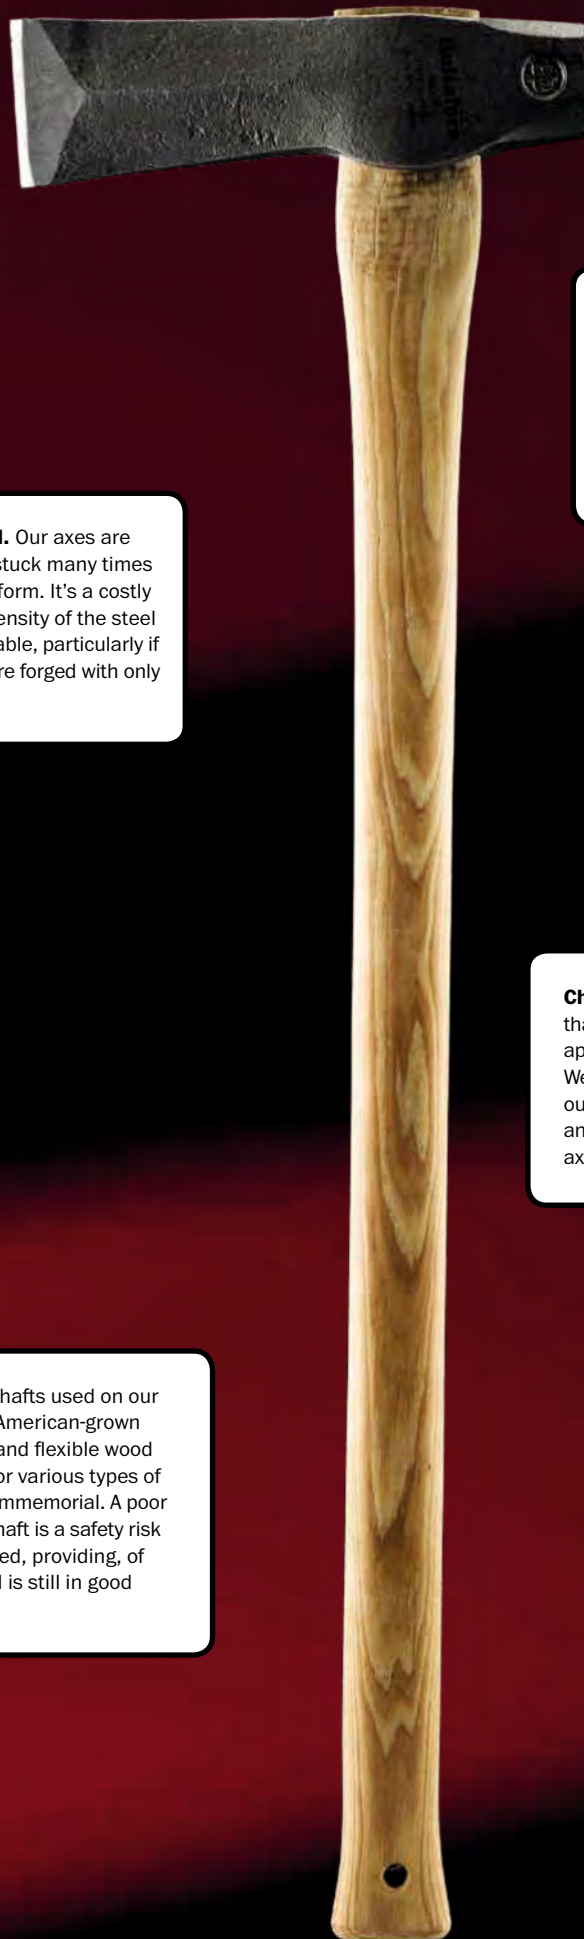 l. Our axes are
stuck many times
form. It's a costly
ensity of the steel
able, particularly if
re forged with only
Ch
tha
ap
We
ou
an
ax
hafts used on our
American-grown
and flexible wood
or various types of
mmemorial. A poor
haft is a safety risk
ed, providing, of
l is still in good